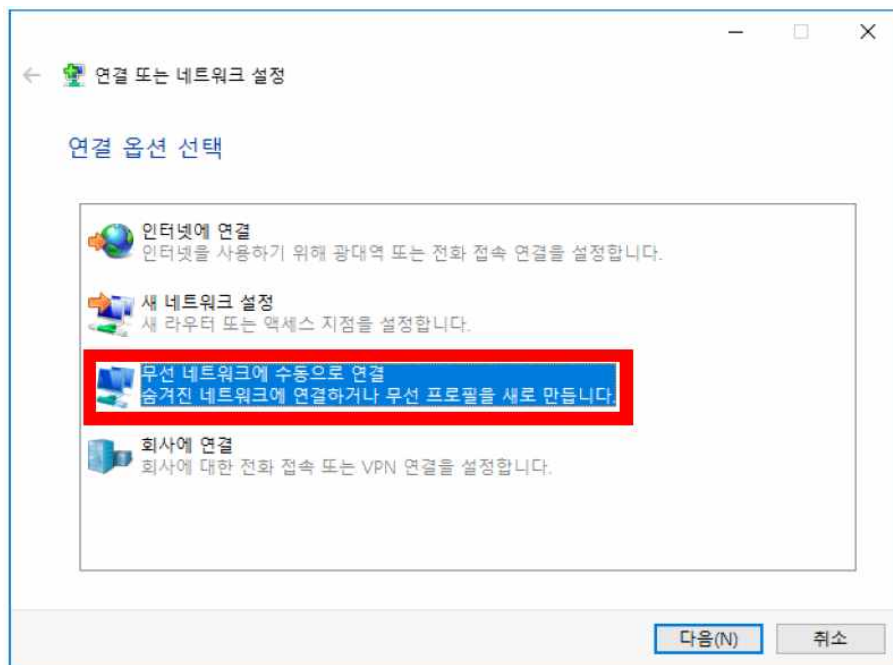 연결 또는 네트워크 설정
연결 옵션 선택
인터넷에 연결
인터넷을 사용하기 위해 광대역 또는 전화 접속 연결을 설정합니다.
새 네트워크 설정
새 라우터 또는 액세스 지점을 설정합니다.
무선 네트워크에 수동으로 연결
숨겨진 네트워크에 연결하거나 무선 프로필을 새로 만듭니다.
회사에 연결
회사에 대한 전화 접속 또는 VPN 연결을 설정합니다.
다음(N) 취소